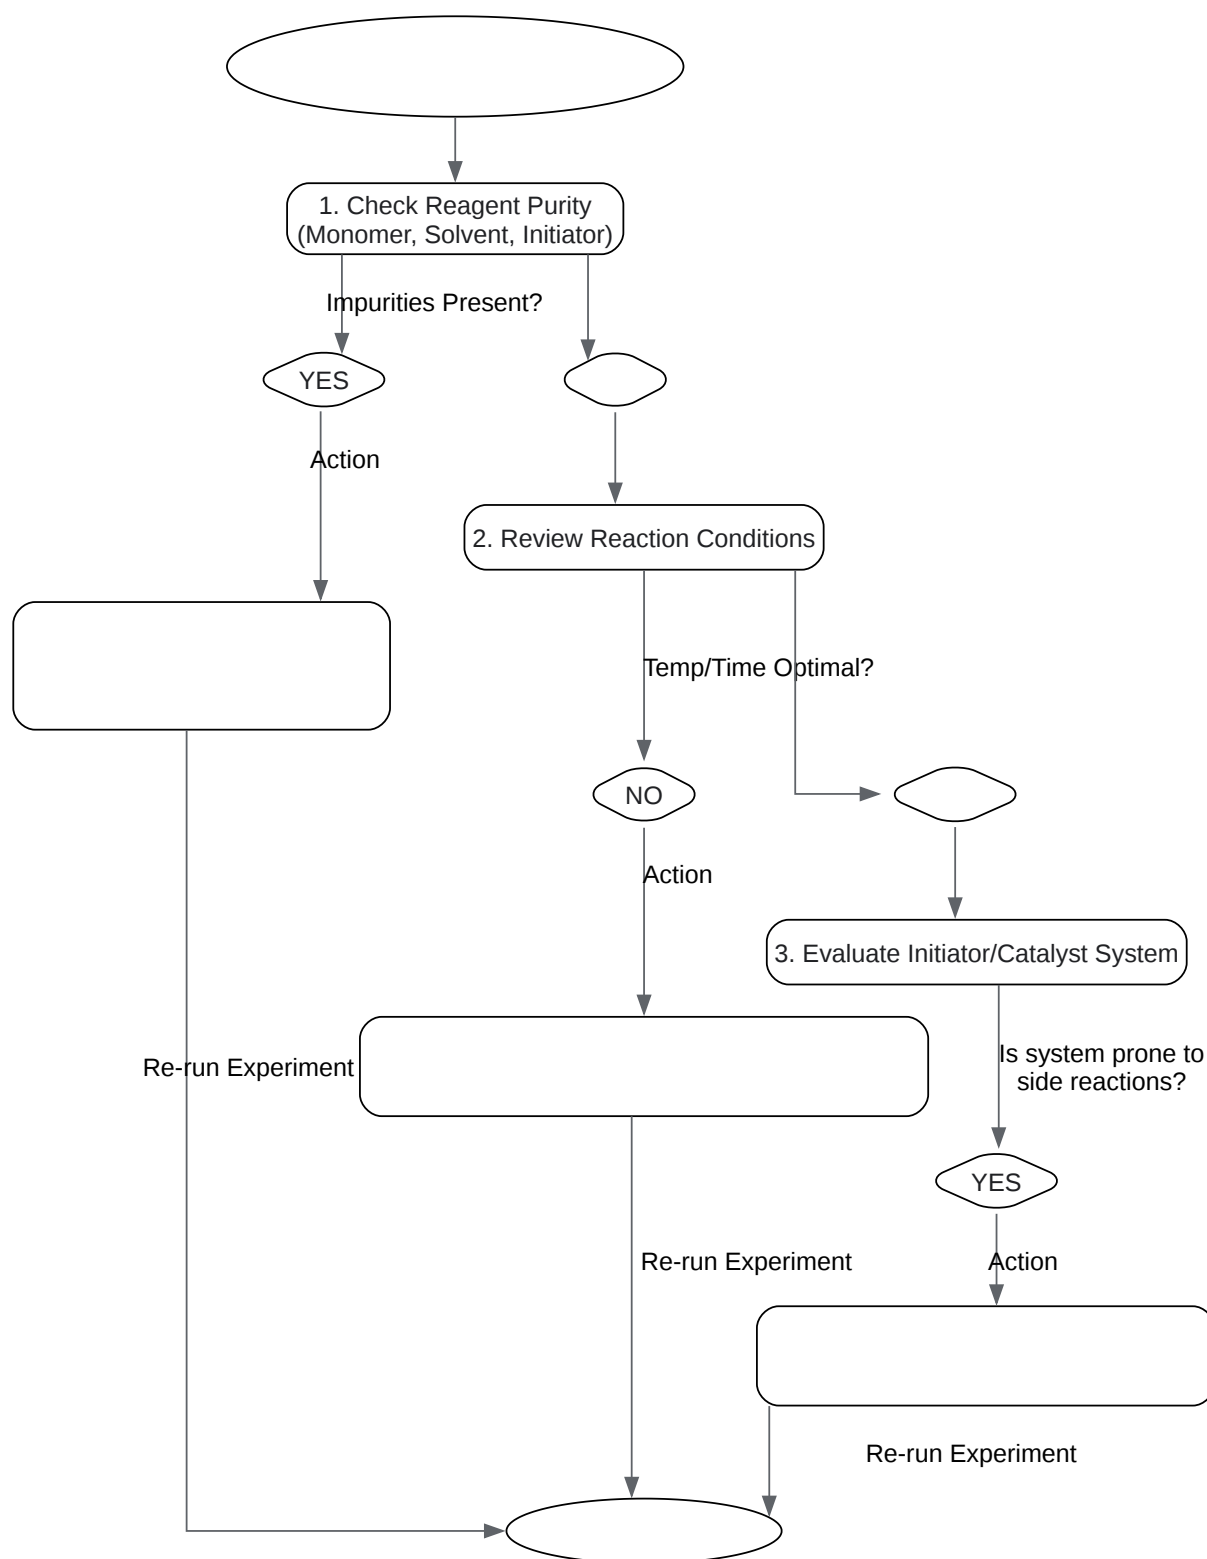 1. Check Reagent Purity
(Monomer, Solvent, Initiator)
Impurities Present?
YES
Action
2. Review Reaction Conditions
Temp/Time Optimal?
NO
Action
3. Evaluate Initiator/Catalyst System
Re-run Experiment
Is system prone to
side reactions?
YES
Re-run Experiment
Action
Re-run Experiment